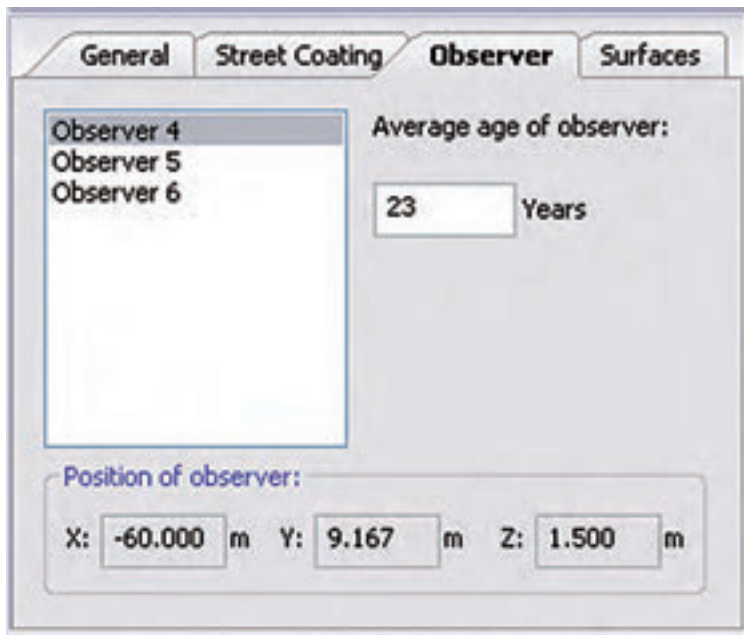 General Street Coating Observer Surfaces
Observer 4
Observer 5
Observer 6
Average age of observer:
23 Years
Position of observer:
X: -60.000 m Y: 9.167 m Z: 1.500 m